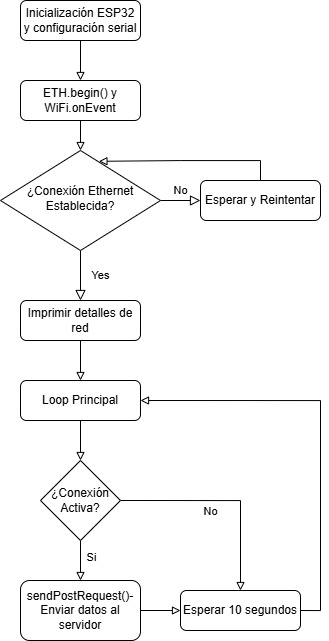 Inicialización ESP32
y configuración serial
ETH.begin() y
WiFi.onEvent
¿Conexión Ethernet
Establecida?
No
Esperar y Reintentar
Yes
Imprimir detalles de
red
Loop Principal
¿Conexión
Activa?
No
Si
sendPostRequest()-
Enviar datos al
servidor
Esperar 10 segundos